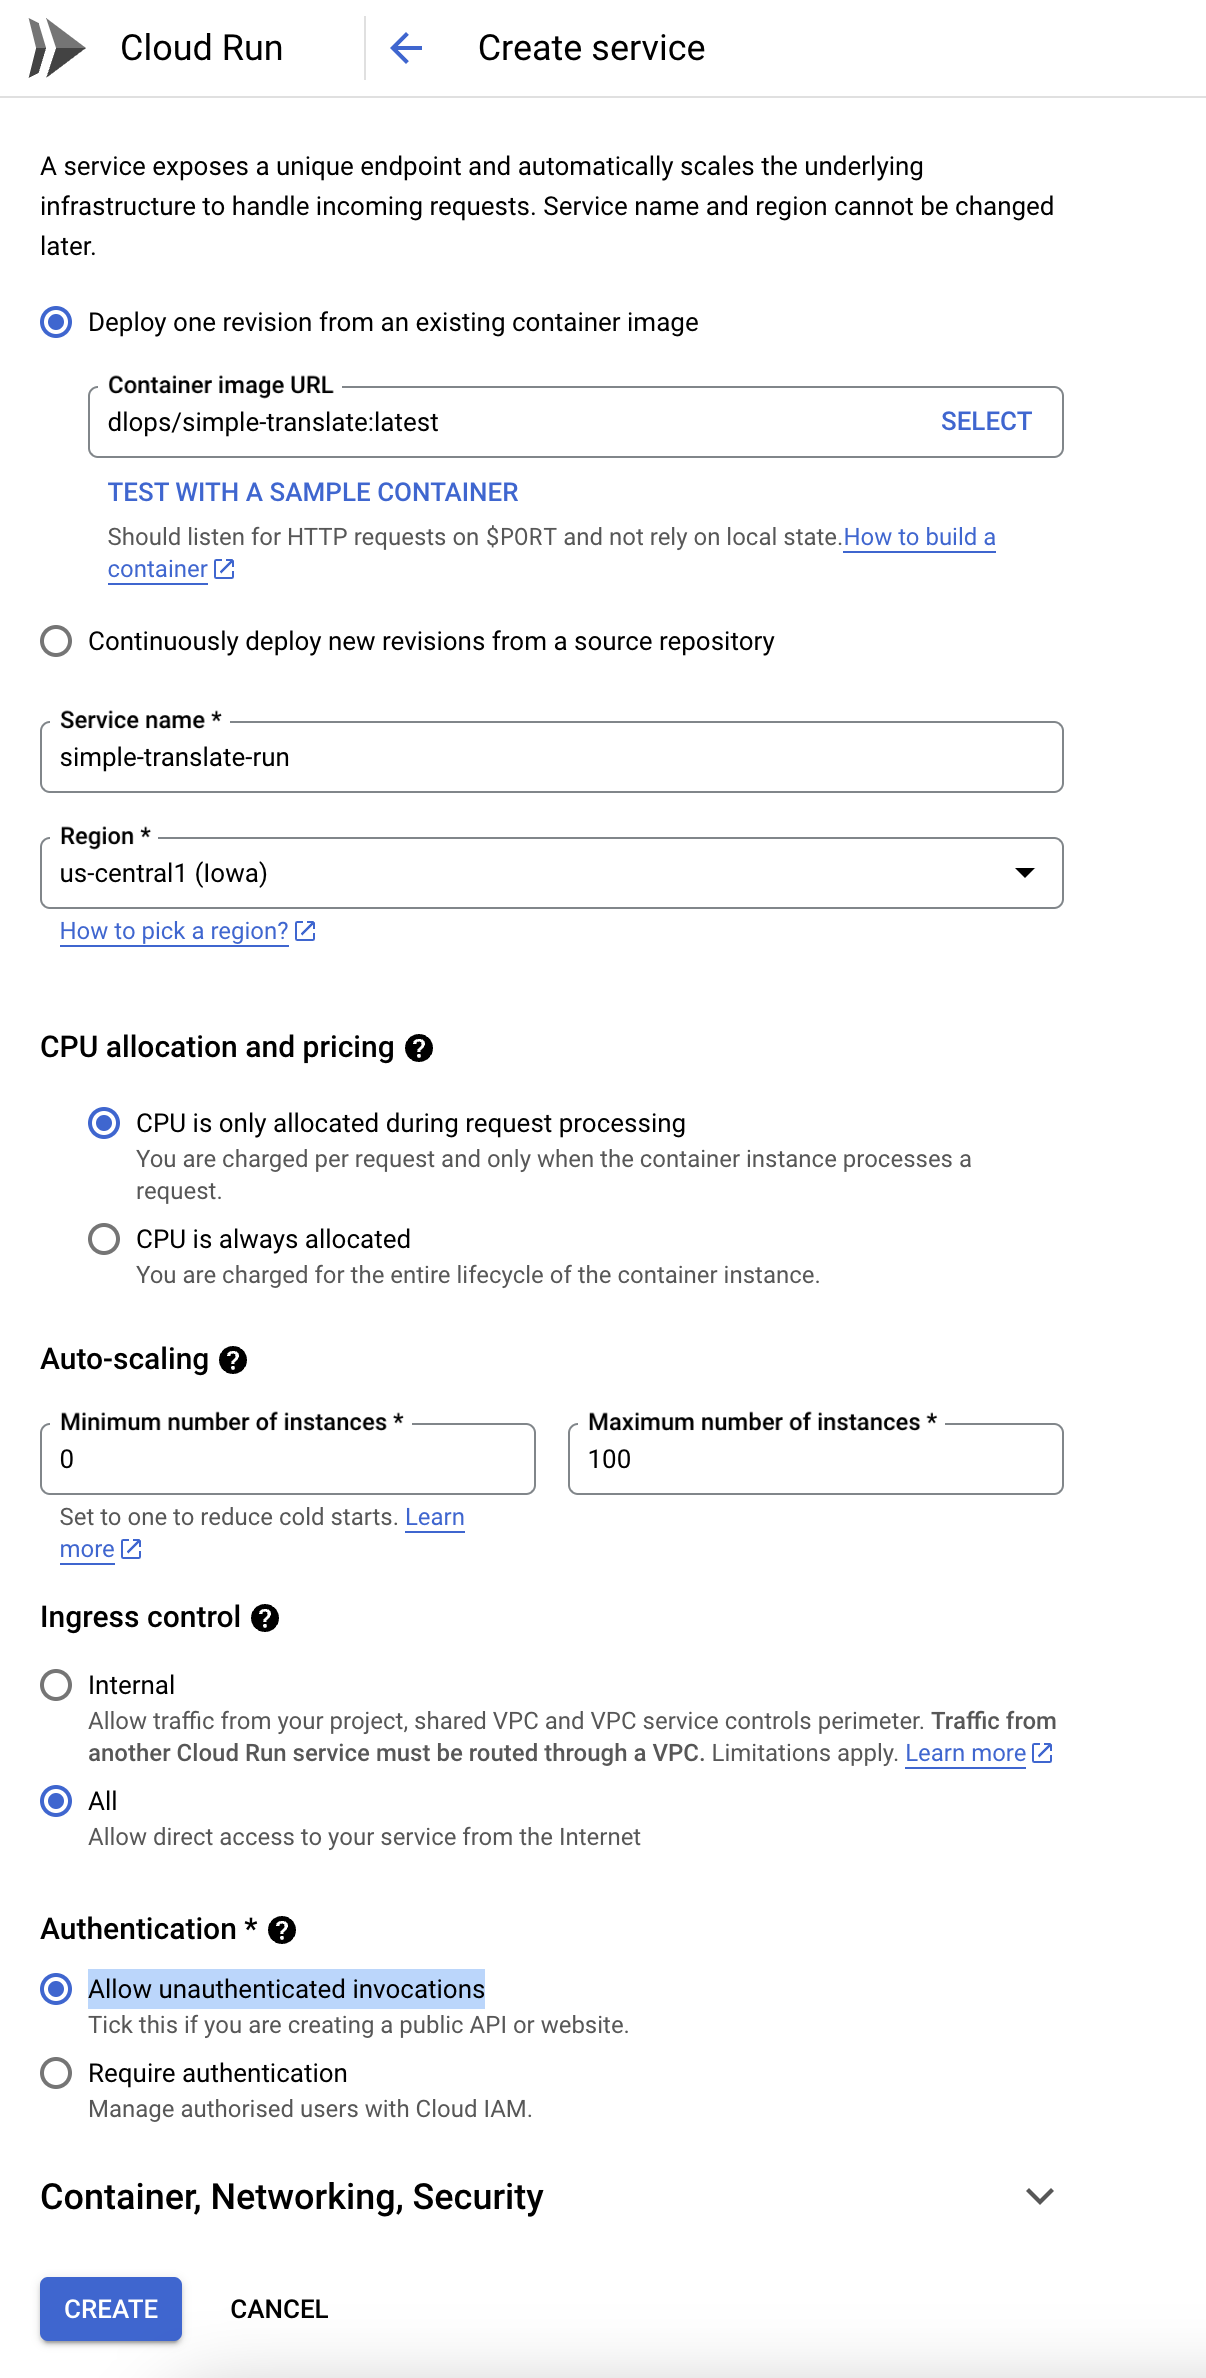 Cloud Run
Create service
A service exposes a unique endpoint and automatically scales the underlying
infrastructure to handle incoming requests. Service name and region cannot be changed
later.
Deploy one revision from an existing container image
Container image URL
dlops/simple-translate:latest
SELECT
TEST WITH A SAMPLE CONTAINER
Should listen for HTTP requests on $PORT and not rely on local state.How to build a
container
Continuously deploy new revisions from a source repository
Service name *
simple-translate-run
Region *
us-central1 (Iowa)
How to pick a region?
CPU allocation and pricing
CPU is only allocated during request processing
You are charged per request and only when the container instance processes a
request.
CPU is always allocated
You are charged for the entire lifecycle of the container instance.
Auto-scaling
Minimum number of instances *
0
Maximum number of instances *
100
Set to one to reduce cold starts. Learn
more
Ingress control
Internal
Allow traffic from your project, shared VPC and VPC service controls perimeter. Traffic from
another Cloud Run service must be routed through a VPC. Limitations apply. Learn more
All
Allow direct access to your service from the Internet
Authentication *
Allow unauthenticated invocations
Tick this if you are creating a public API or website.
Require authentication
Manage authorised users with Cloud IAM.
Container, Networking, Security
CREATE
CANCEL